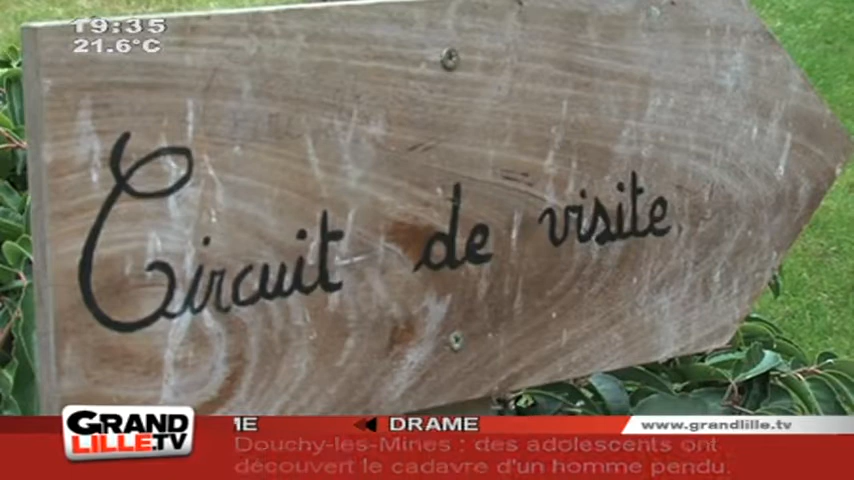 19:35
21.6°C
Circuit de visite
GRAND
LILLE.TV
DRAME
www.grandlille.tv
Douchy-les-Mines : des adolescents ont
découvert le cadavre d'un homme pendu.